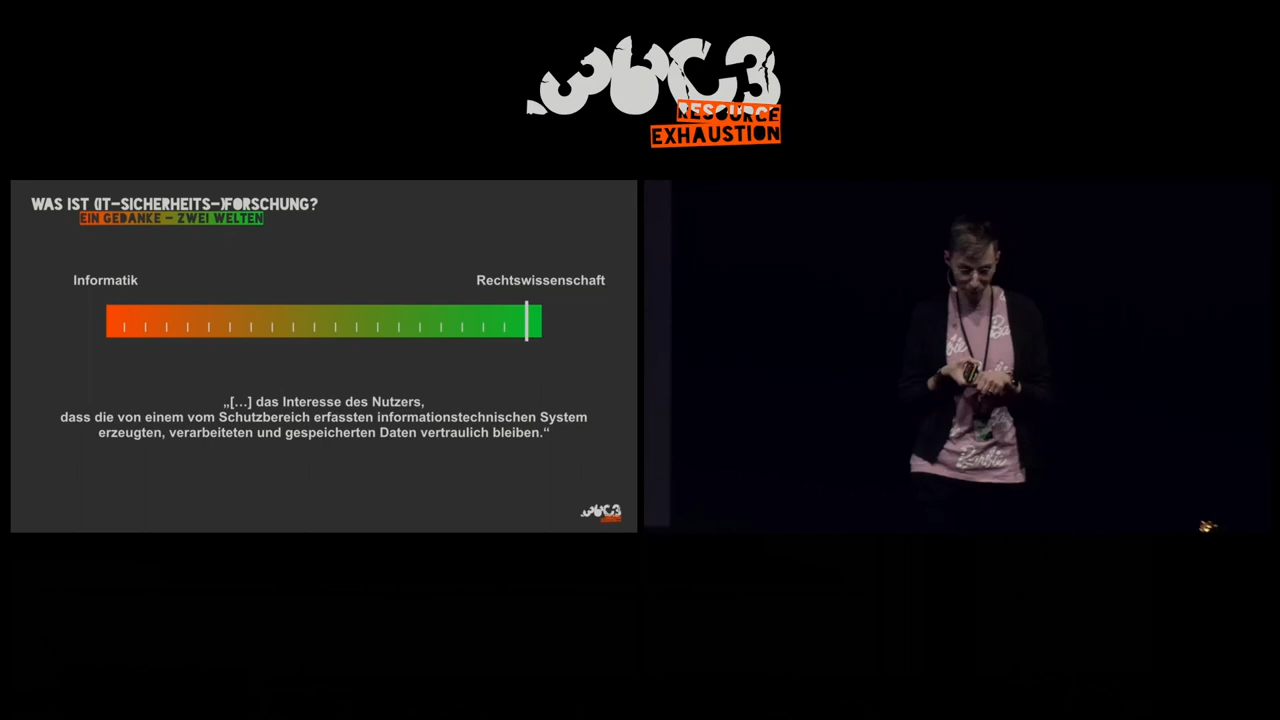 36C3
RESOURCE
EXHAUSTION
WAS IST (IT-SICHERHEITS-)FORSCHUNG?
EIN GEDANKE – ZWEI WELTEN
Informatik
Rechtswissenschaft
„[…] das Interesse des Nutzers,
dass die von einem vom Schutzbereich erfassten informationstechnischen System
erzeugten, verarbeiteten und gespeicherten Daten vertraulich bleiben.“
36C3
Barbie